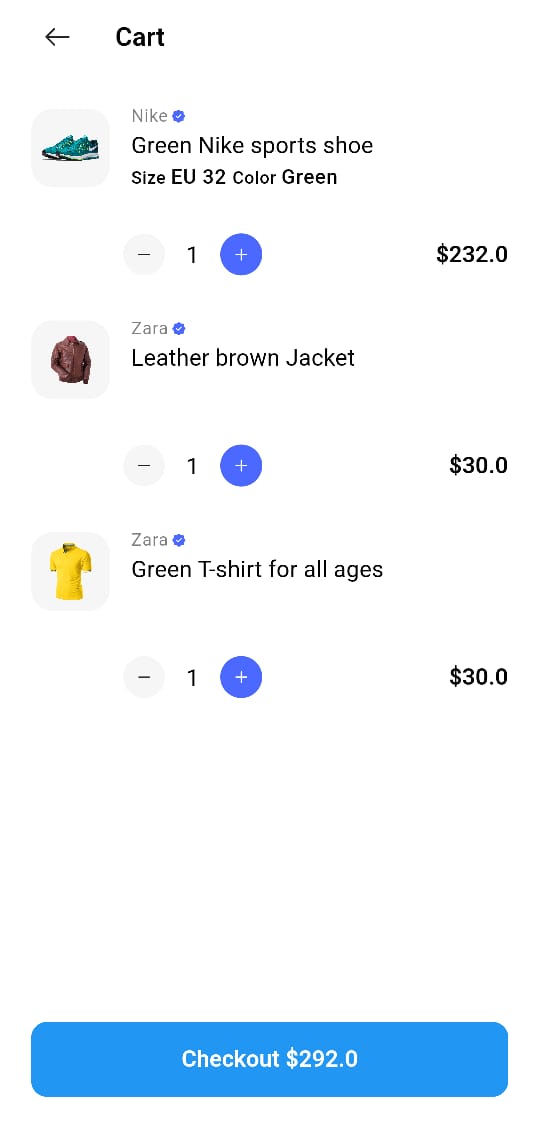 Cart
Nike
Green Nike sports shoe
Size EU 32 Color Green
1
$232.0
Zara
Leather brown Jacket
1
$30.0
Zara
Green T-shirt for all ages
1
$30.0
Checkout $292.0